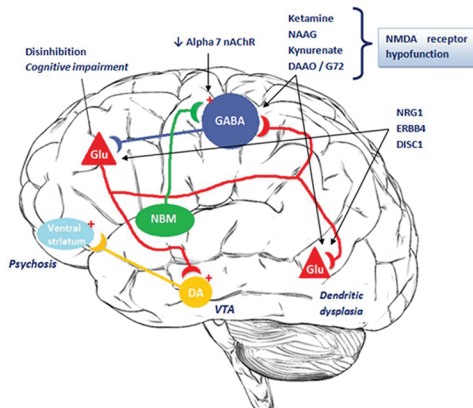 Disinhibition
Cognitive impairment
↓ Alpha 7 nAChR
Ketamine
NAAG
Kynurenate
DAAO / G72
NMDA receptor
hypofunction
NRG1
ERBB4
DISC1
+
GABA
Glu
NBM
Ventral
striatum
+
Psychosis
+
DA
VTA
Glu
Dendritic
dysplasia